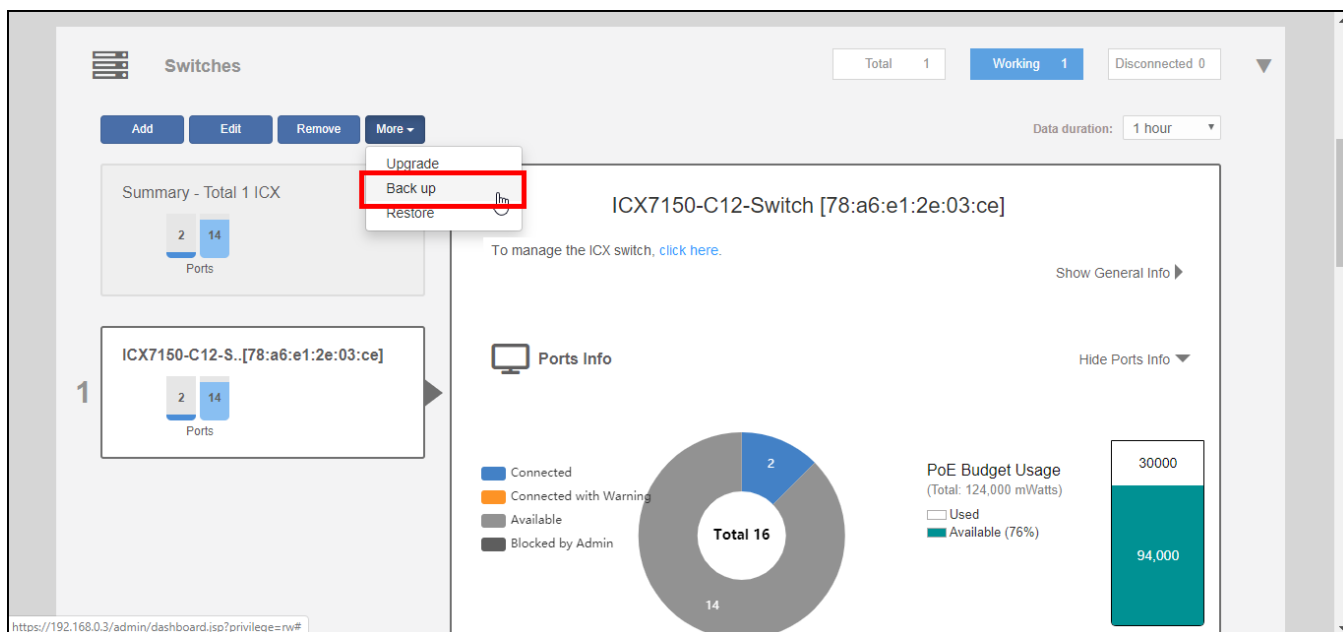 Switches
Total 1
Working 1
Disconnected 0
Add
Edit
Remove
More
Data duration: 1 hour
Upgrade
Back up
Restore
Summary - Total 1 ICX
2 14
Ports
ICX7150-C12-Switch [78:a6:e1:2e:03:ce]
To manage the ICX switch, click here.
Show General Info
1
ICX7150-C12-S..[78:a6:e1:2e:03:ce]
2 14
Ports
Ports Info
Hide Ports Info
Connected
Connected with Warning
Available
Blocked by Admin
2
Total 16
14
PoE Budget Usage
(Total: 124,000 mWatts)
Used
Available (76%)
30000
94,000
https://192.168.0.3/admin/dashboard.jsp?privilege=rw#